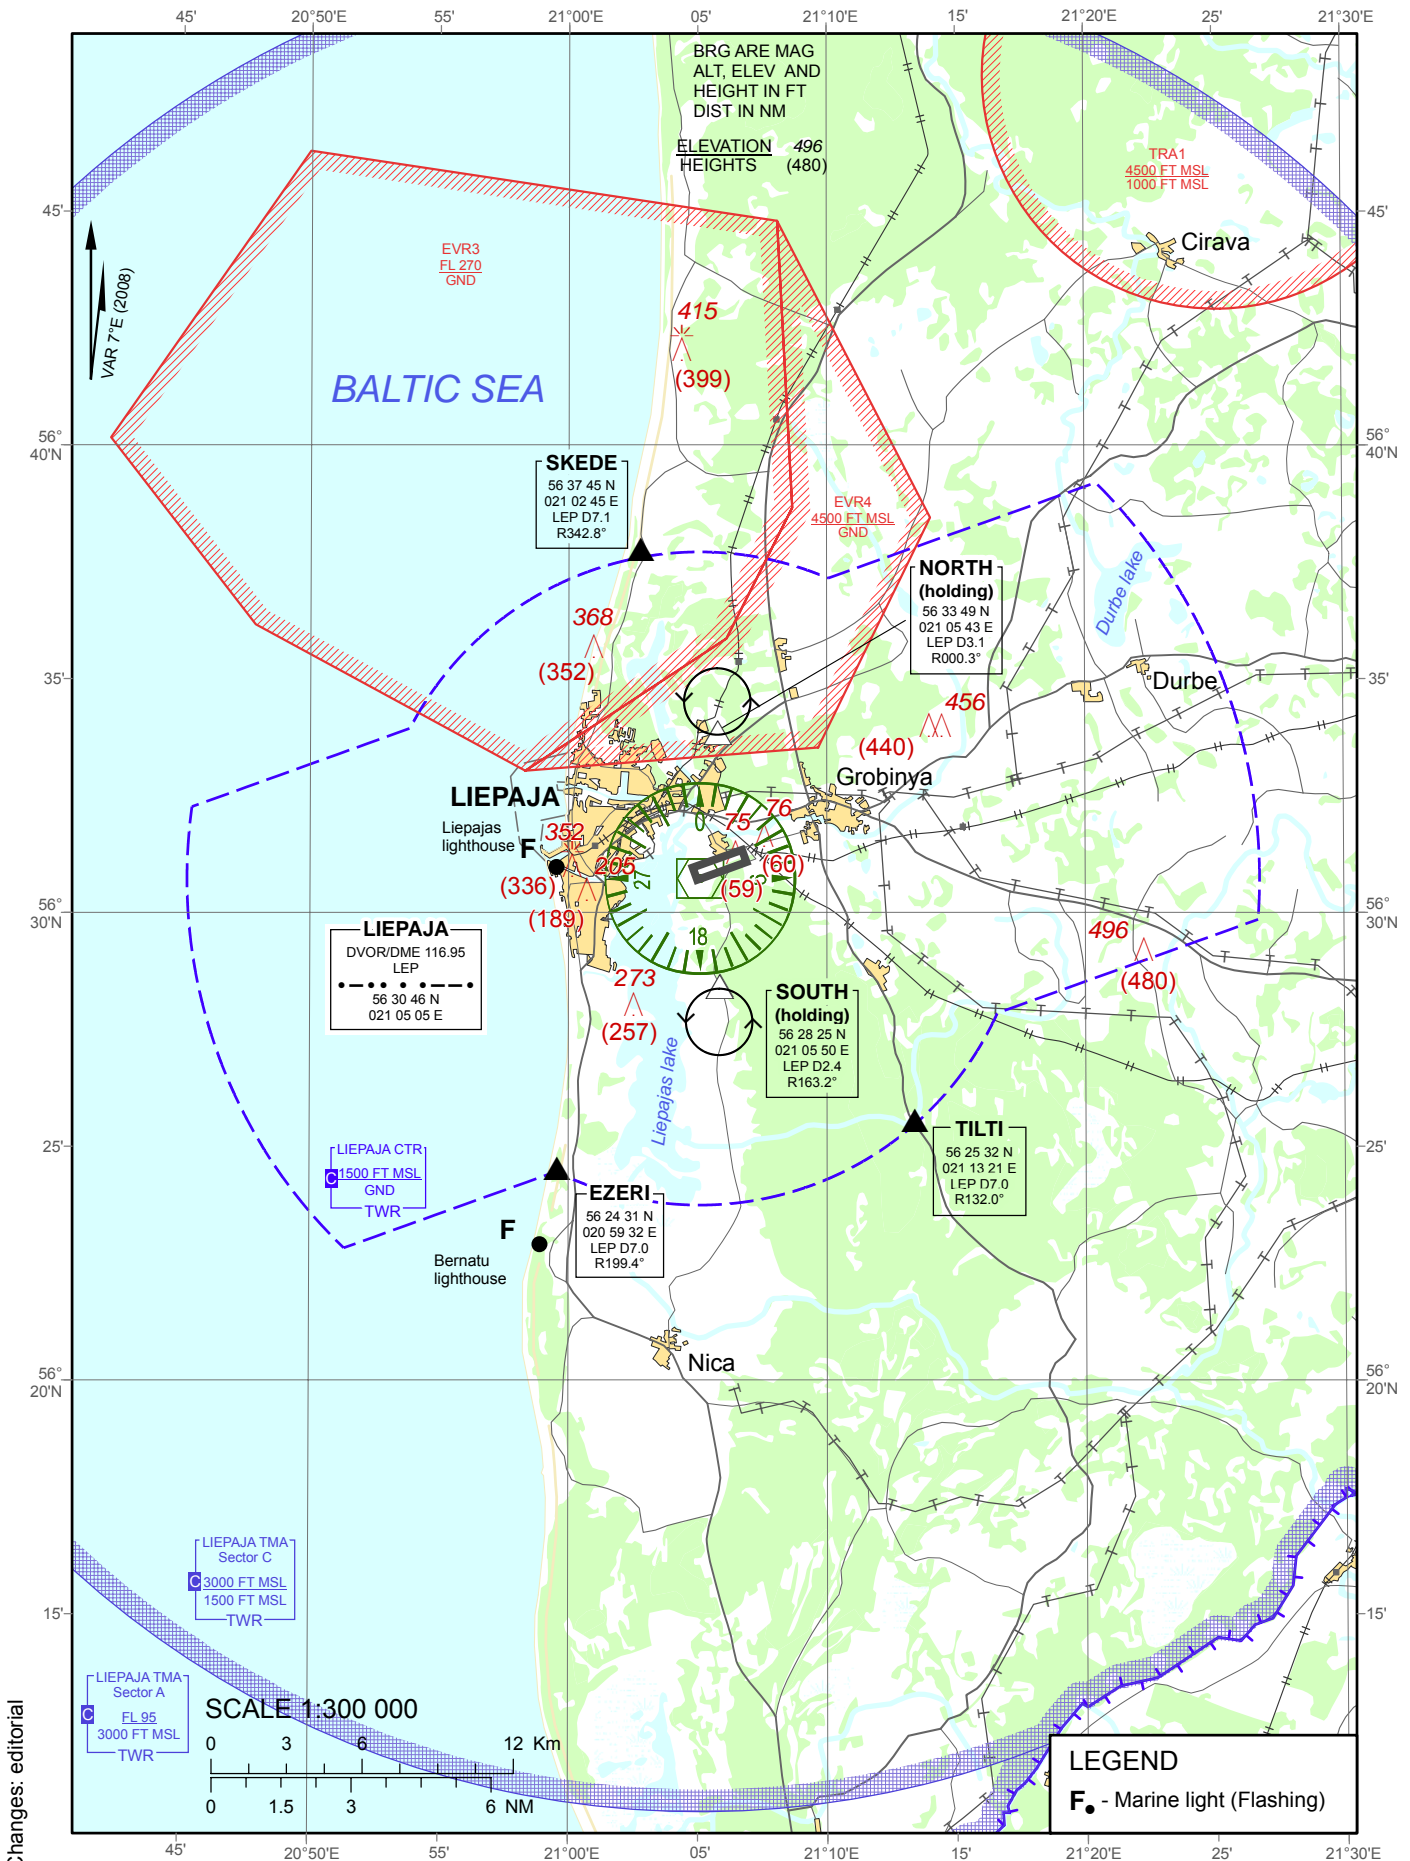 45'
20°50'E
55'
21°00'E
05'
21°10'E
15'
21°20'E
25'
21°30'E
BRG ARE MAG
ALT, ELEV AND
HEIGHT IN FT
DIST IN NM
ELEVATION 496
HEIGHTS (480)
TRA1
4500 FT MSL
1000 FT MSL
45'
45'
Cirava
EVR3
FL 270
GND
VAR 7°E (2008)
415
(399)
BALTIC SEA
56°
40'N
56°
40'N
SKEDE
56 37 45 N
021 02 45 E
LEP D7.1
R342.8°
EVR4
4500 FT MSL
GND
NORTH
(holding)
56 33 49 N
021 05 43 E
LEP D3.1
R000.3°
Durbe lake
368
(352)
35'
35'
Durbe
456
(440)
Grobinya
LIEPAJA
Liepajas
lighthouse
F
352
(336)
205
(189)
0
27
18
75
(59)
76
(60)
56°
30'N
56°
30'N
LIEPAJA
DVOR/DME 116.95
LEP
56 30 46 N
021 05 05 E
496
(480)
273
(257)
SOUTH
(holding)
56 28 25 N
021 05 50 E
LEP D2.4
R163.2°
Liepajas lake
25'
25'
TILTI
56 25 32 N
021 13 21 E
LEP D7.0
R132.0°
LIEPAJA CTR
C 1500 FT MSL
GND
TWR
EZERI
56 24 31 N
020 59 32 E
LEP D7.0
R199.4°
F
Bernatu
lighthouse
Nica
56°
20'N
56°
20'N
LIEPAJA TMA
Sector C
C 3000 FT MSL
1500 FT MSL
TWR
15'
15'
LIEPAJA TMA
Sector A
C FL 95
3000 FT MSL
TWR
SCALE 1:300 000
0 3 6 12 Km
0 1.5 3 6 NM
LEGEND
F - Marine light (Flashing)
Changes: editorial
45'
20°50'E
55'
21°00'E
05'
21°10'E
15'
21°20'E
25'
21°30'E